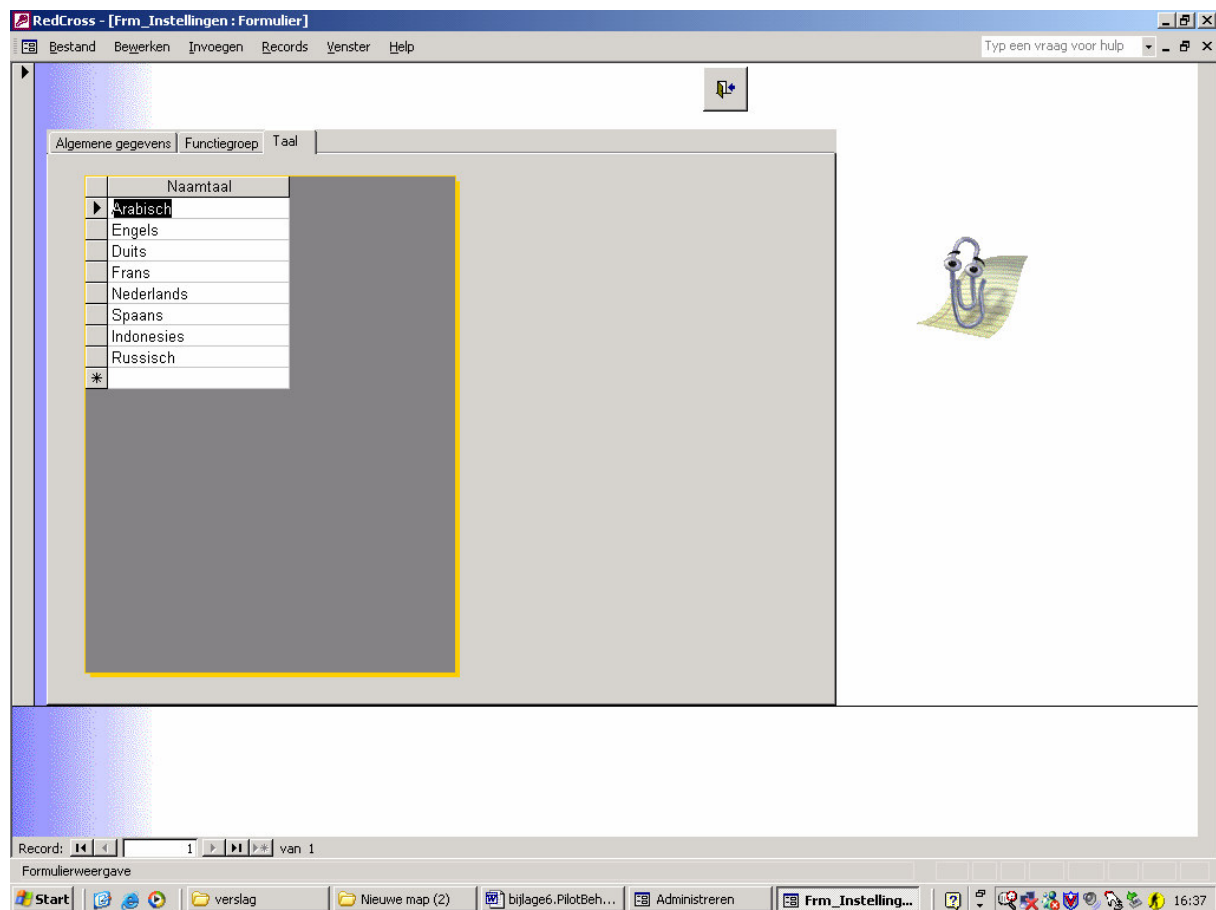 RedCross - [Frm_Instellingen : Formulier]
Bestand Bewerken Invoegen Records Venster Help Typ een vraag voor hulp
Algemene gegevens Functiegroep Taal
Naamtaal
Arabisch
Engels
Duits
Frans
Nederlands
Spaans
Indonesies
Russisch
Record: 1 van 1
Formulierweergave
Start verslag Nieuwe map (2) bijlage6.PilotBeh... Administreren Frm_Instelling... 16:37